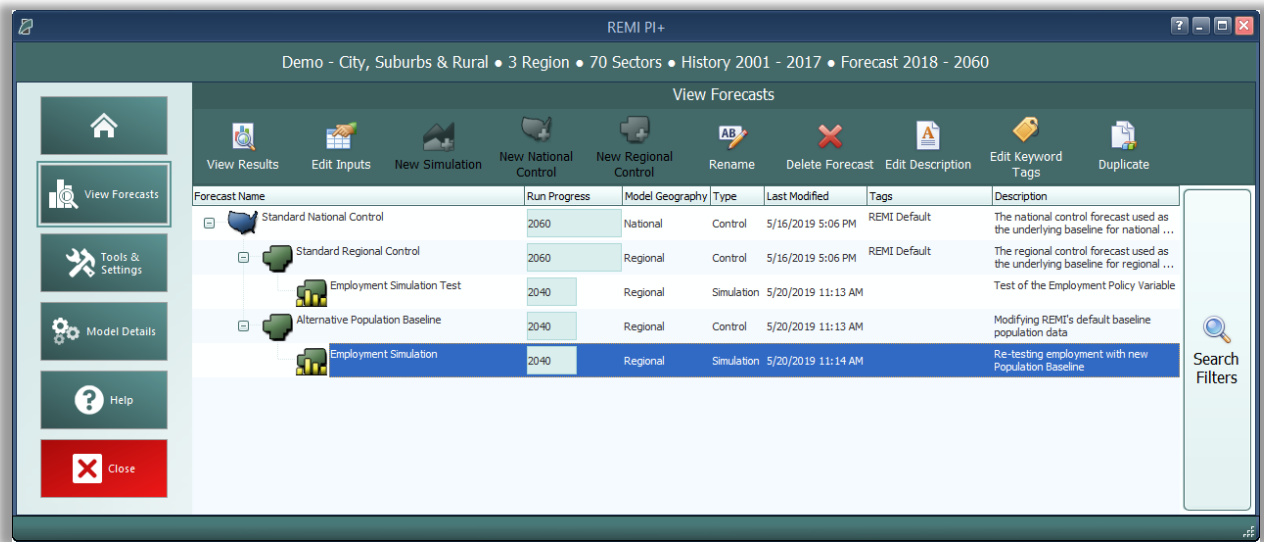 REMI PI+
?
Demo - City, Suburbs & Rural ● 3 Region ● 70 Sectors ● History 2001 - 2017 ● Forecast 2018 - 2060
View Forecasts
View Forecasts
Tools &
Settings
Model Details
? Help
Close
View Results
Edit Inputs
New Simulation
New National
Control
New Regional
Control
AB
Rename
Delete Forecast
A
Edit Description
Edit Keyword
Tags
Duplicate
Forecast Name Run Progress Model Geography Type Last Modified Tags Description
Standard National Control 2060 National Control 5/16/2019 5:06 PM REMI Default The national control forecast used as
the underlying baseline for national ...
Standard Regional Control 2060 Regional Control 5/16/2019 5:06 PM REMI Default The regional control forecast used as
the underlying baseline for regional ...
Employment Simulation Test 2040 Regional Simulation 5/20/2019 11:13 AM Test of the Employment Policy Variable
Alternative Population Baseline 2040 Regional Control 5/20/2019 11:13 AM Modifying REMI's default baseline
population data
Employment Simulation 2040 Regional Simulation 5/20/2019 11:14 AM Re-testing employment with new
Population Baseline
Search
Filters